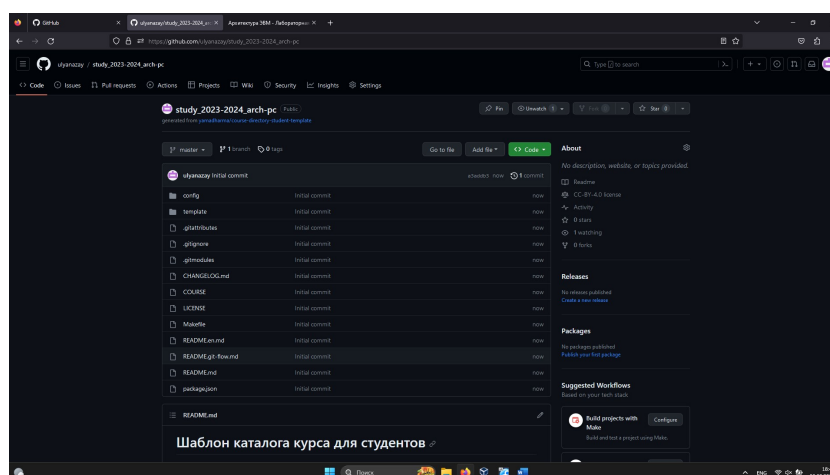 GitHub
ulyanazay/study_2023-2024_arc
Архитектура ЭВМ - Лабораторная
https://github.com/ulyanazay/study_2023-2024_arch-pc
ulyanazay / study_2023-2024_arch-pc
Type / to search
Code Issues Pull requests Actions Projects Wiki Security Insights Settings
study_2023-2024_arch-pc Public
generated from yamadharma/course-directory-student-template
Pin Unwatch 1 Fork 0 Star 0
master 1 branch 0 tags Go to file Add file Code
ulyanazay Initial commit now 1 commit
config Initial commit now
template Initial commit now
.gitattributes Initial commit now
.gitignore Initial commit now
.gitmodules Initial commit now
CHANGELOG.md Initial commit now
COURSE Initial commit now
LICENSE Initial commit now
Makefile Initial commit now
README.en.md Initial commit now
README.git-flow.md Initial commit now
README.md Initial commit now
package.json Initial commit now
README.md
Шаблон каталога курса для студентов
About
No description, website, or topics provided.
Readme
CC-BY-4.0 license
Activity
0 stars
1 watching
0 forks
Releases
No releases published
Create a new release
Packages
No packages published
Publish your first package
Suggested Workflows
Based on your tech stack
Build projects with Make
Configure
Build and test a project using Make.
Поиск
ENG